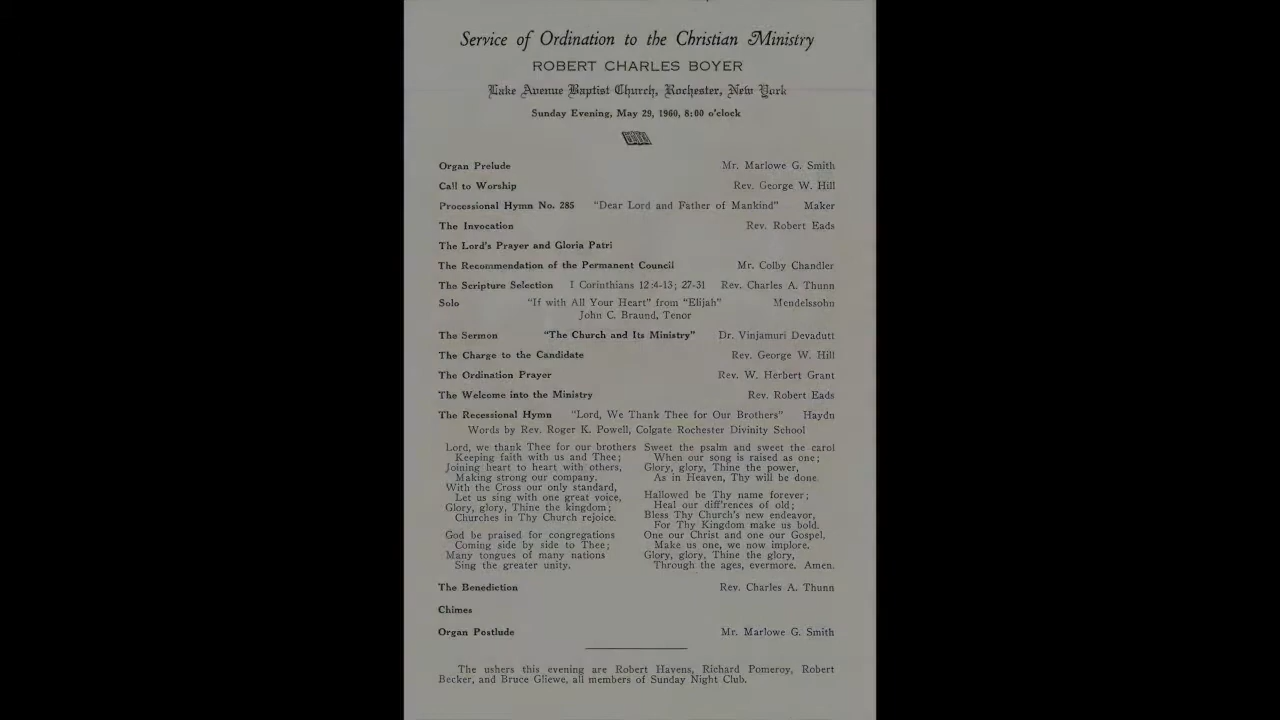 Service of Ordination to the Christian Ministry
ROBERT CHARLES BOYER
Lake Avenue Baptist Church, Rochester, New York
Sunday Evening, May 29, 1960, 8:00 o'clock
Organ Prelude Mr. Marlowe G. Smith
Call to Worship Rev. George W. Hill
Processional Hymn No. 285 "Dear Lord and Father of Mankind" Maker
The Invocation Rev. Robert Eads
The Lord's Prayer and Gloria Patri
The Recommendation of the Permanent Council Mr. Colby Chandler
The Scripture Selection I Corinthians 12:4-13; 27-31 Rev. Charles A. Thunn
Solo "If with All Your Heart" from "Elijah" Mendelssohn
John C. Braund, Tenor
The Sermon "The Church and Its Ministry" Dr. Vinjamuri Devadutt
The Charge to the Candidate Rev. George W. Hill
The Ordination Prayer Rev. W. Herbert Grant
The Welcome into the Ministry Rev. Robert Eads
The Recessional Hymn "Lord, We Thank Thee for Our Brothers" Haydn
Words by Rev. Roger K. Powell, Colgate Rochester Divinity School
Lord, we thank Thee for our brothers
Keeping faith with us and Thee;
Joining heart to heart with others,
Making strong our company.
With the Cross our only standard,
Let us sing with one great voice,
Glory, glory, Thine the kingdom;
Churches in Thy Church rejoice.
God be praised for congregations
Coming side by side to Thee;
Many tongues of many nations
Sing the greater unity.
Sweet the psalm and sweet the carol
When our song is raised as one;
Glory, glory, Thine the power,
As in Heaven, Thy will be done.
Hallowed be Thy name forever;
Heal our diff'rences of old;
Bless Thy Church's new endeavor,
For Thy Kingdom make us bold.
One our Christ and one our Gospel,
Make us one, we now implore.
Glory, glory, Thine the glory,
Through the ages, evermore. Amen.
The Benediction Rev. Charles A. Thunn
Chimes
Organ Postlude Mr. Marlowe G. Smith
The ushers this evening are Robert Havens, Richard Pomeroy, Robert
Becker, and Bruce Gliewe, all members of Sunday Night Club.